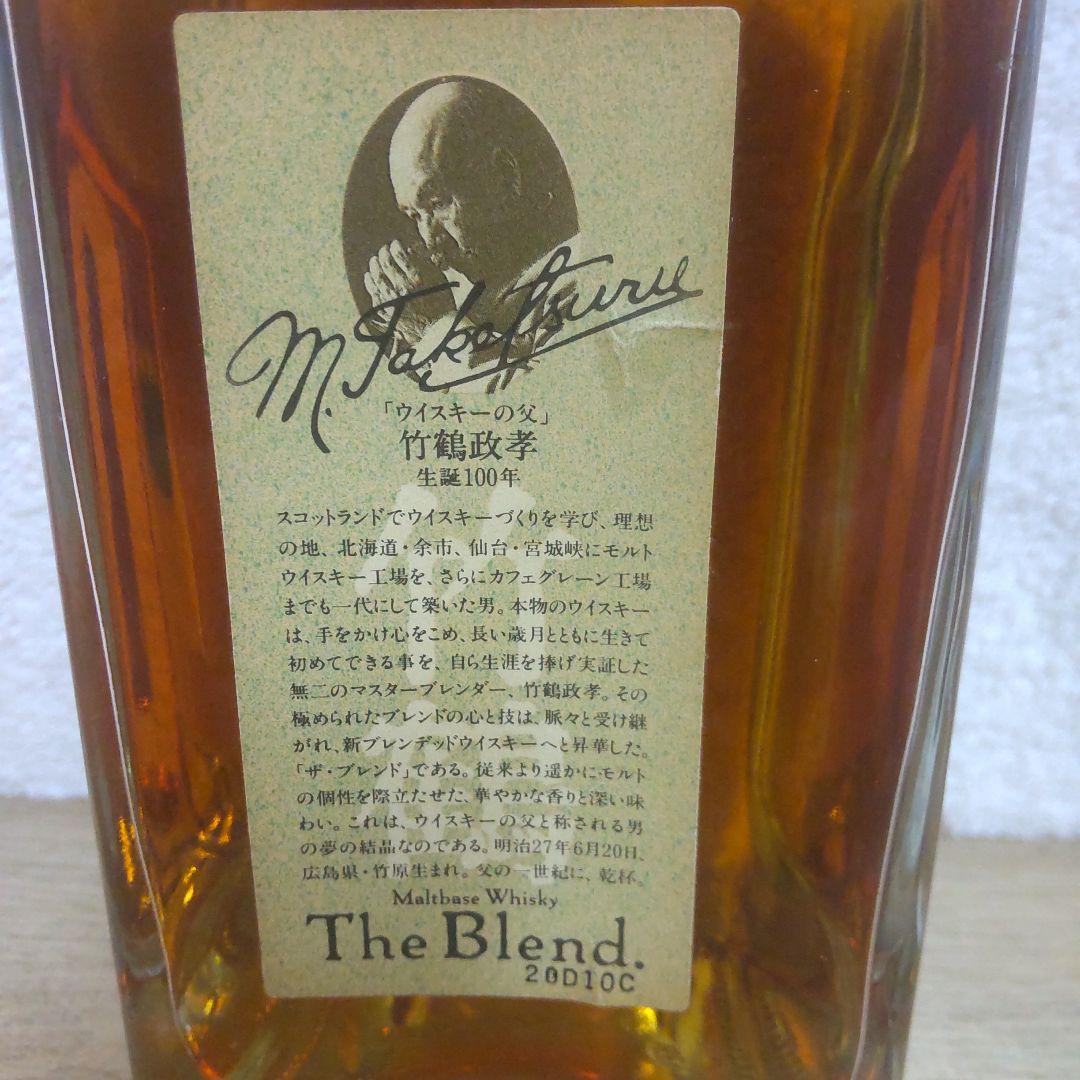 M. Taketsuru
「ウイスキーの父」
竹鶴政孝
生誕100年
スコットランドでウイスキーづくりを学び、理想
の地、北海道・余市、仙台・宮城峡にモルト
ウイスキー工場を、さらにカフェグレーン工場
までも一代にして築いた男。本物のウイスキー
は、手をかけ心をこめ、長い歳月とともに生きて
初めてできる事を、自ら生涯を捧げ実証した
無二のマスターブレンダー、竹鶴政孝。その
極められたブレンドの心と技は、脈々と受け継
がれ、新ブレンデッドウイスキーへと昇華した。
「ザ・ブレンド」である。従来より遥かにモルト
の個性を際立たせた、華やかな香りと深い味
わい。これは、ウイスキーの父と称される男
の夢の結晶なのである。明治27年6月20日、
広島県・竹原生まれ。父の一世紀に、乾杯。
Maltbase Whisky
The Blend.
20D10C